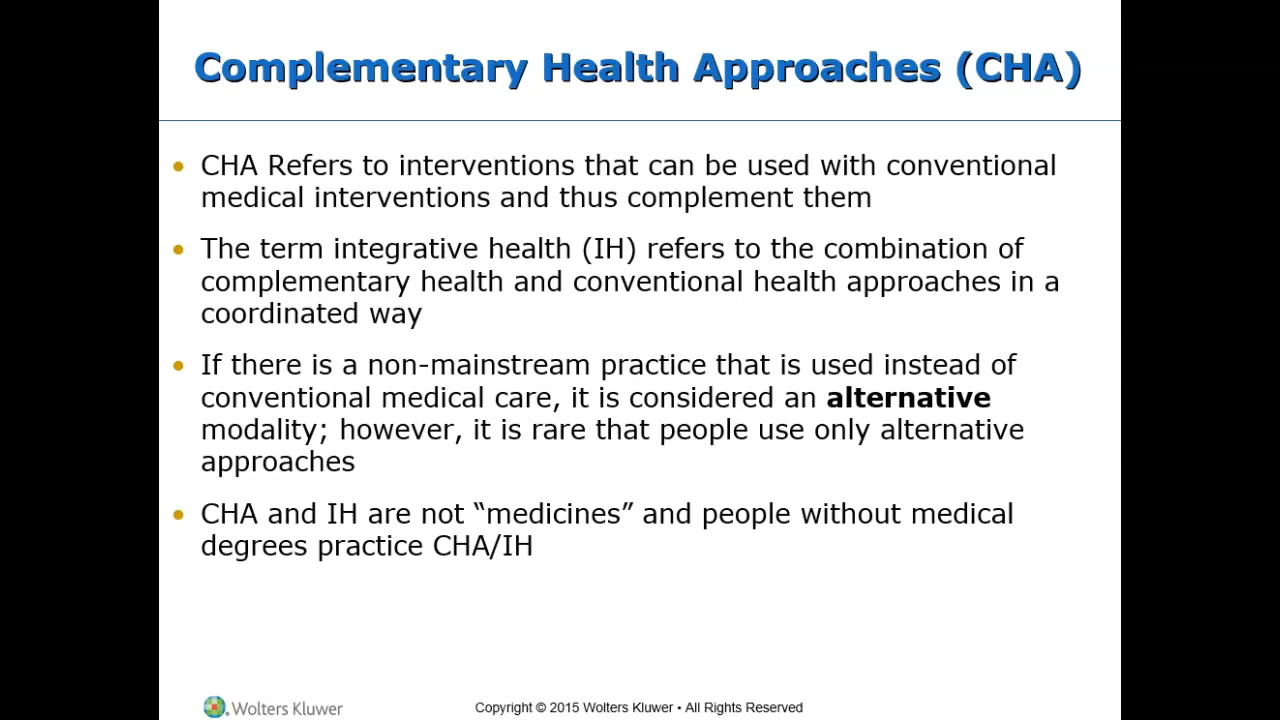 Complementary Health Approaches (CHA)
• CHA Refers to interventions that can be used with conventional
medical interventions and thus complement them
• The term integrative health (IH) refers to the combination of
complementary health and conventional health approaches in a
coordinated way
• If there is a non-mainstream practice that is used instead of
conventional medical care, it is considered an alternative
modality; however, it is rare that people use only alternative
approaches
• CHA and IH are not “medicines” and people without medical
degrees practice CHA/IH
Wolters Kluwer
Copyright © 2015 Wolters Kluwer • All Rights Reserved